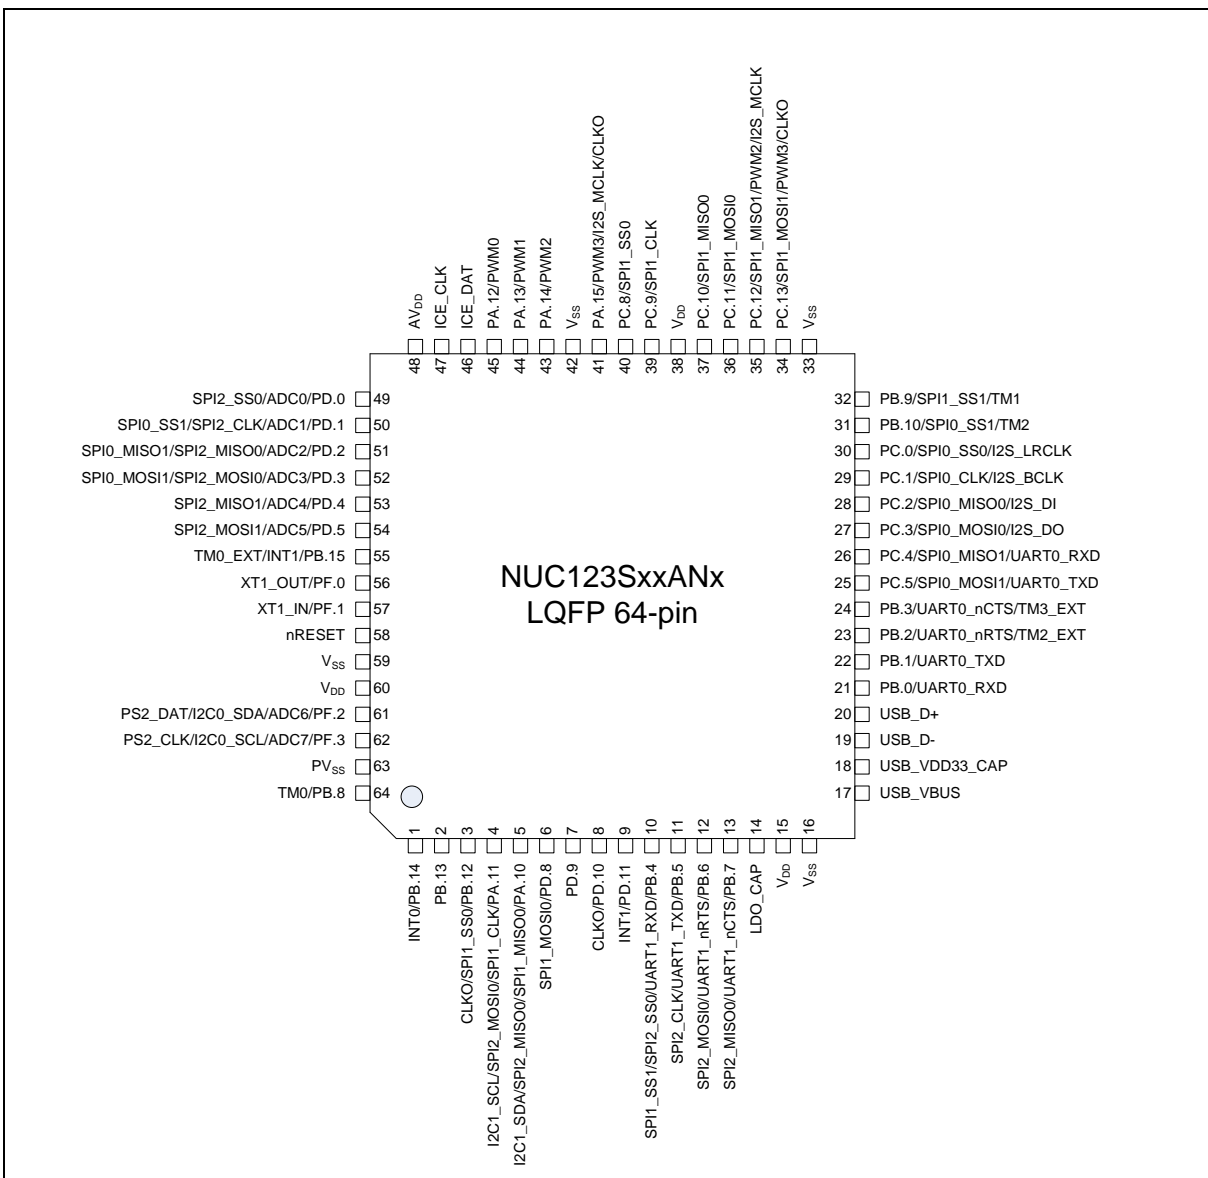 AVDD
ICE_CLK
ICE_DAT
PA.12/PWM0
PA.13/PWM1
PA.14/PWM2
VSS
PA.15/PWM3/I2S_MCLK/CLKO
PC.8/SPI1_SS0
PC.9/SPI1_CLK
VDD
PC.10/SPI1_MISO0
PC.11/SPI1_MOSI0
PC.12/SPI1_MISO1/PWM2/I2S_MCLK
PC.13/SPI1_MOSI1/PWM3/CLKO
VSS
48
47
46
45
44
43
42
41
40
39
38
37
36
35
34
33
SPI2_SS0/ADC0/PD.0 49
SPI0_SS1/SPI2_CLK/ADC1/PD.1 50
SPI0_MISO1/SPI2_MISO0/ADC2/PD.2 51
SPI0_MOSI1/SPI2_MOSI0/ADC3/PD.3 52
SPI2_MISO1/ADC4/PD.4 53
SPI2_MOSI1/ADC5/PD.5 54
TM0_EXT/INT1/PB.15 55
XT1_OUT/PF.0 56
XT1_IN/PF.1 57
nRESET 58
VSS 59
VDD 60
PS2_DAT/I2C0_SDA/ADC6/PF.2 61
PS2_CLK/I2C0_SCL/ADC7/PF.3 62
PVSS 63
TM0/PB.8 64
NUC123SxxANx
LQFP 64-pin
32 PB.9/SPI1_SS1/TM1
31 PB.10/SPI0_SS1/TM2
30 PC.0/SPI0_SS0/I2S_LRCLK
29 PC.1/SPI0_CLK/I2S_BCLK
28 PC.2/SPI0_MISO0/I2S_DI
27 PC.3/SPI0_MOSI0/I2S_DO
26 PC.4/SPI0_MISO1/UART0_RXD
25 PC.5/SPI0_MOSI1/UART0_TXD
24 PB.3/UART0_nCTS/TM3_EXT
23 PB.2/UART0_nRTS/TM2_EXT
22 PB.1/UART0_TXD
21 PB.0/UART0_RXD
20 USB_D+
19 USB_D-
18 USB_VDD33_CAP
17 USB_VBUS
1
2
3
4
5
6
7
8
9
10
11
12
13
14
15
16
INT0/PB.14
PB.13
CLKO/SPI1_SS0/PB.12
I2C1_SCL/SPI2_MOSI0/SPI1_CLK/PA.11
I2C1_SDA/SPI2_MISO0/SPI1_MISO0/PA.10
SPI1_MOSI0/PD.8
PD.9
CLKO/PD.10
INT1/PD.11
SPI1_SS1/SPI2_SS0/UART1_RXD/PB.4
SPI2_CLK/UART1_TXD/PB.5
SPI2_MOSI0/UART1_nRTS/PB.6
SPI2_MISO0/UART1_nCTS/PB.7
LDO_CAP
VDD
VSS